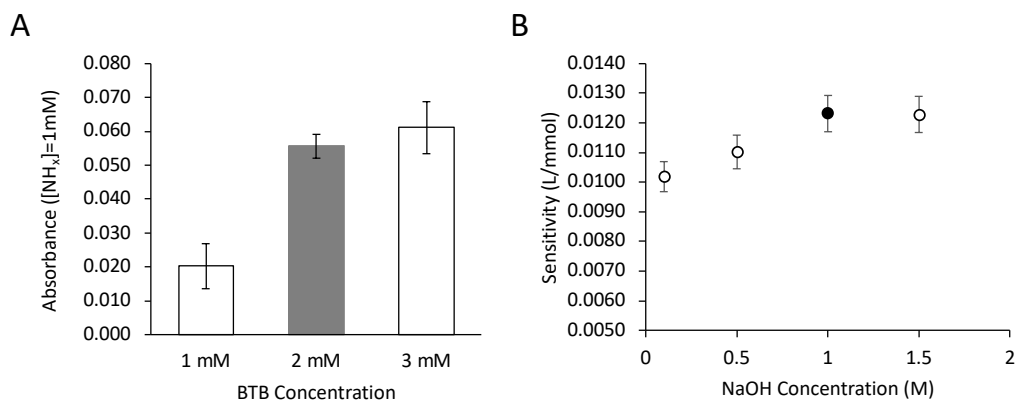 A
Absorbance ([NHₓ]=1mM)
0.080
0.070
0.060
0.050
0.040
0.030
0.020
0.010
0.000
1 mM 2 mM 3 mM
BTB Concentration
B
Sensitivity (L/mmol)
0.0140
0.0130
0.0120
0.0110
0.0100
0.0090
0.0080
0.0070
0.0060
0.0050
0 0.5 1 1.5 2
NaOH Concentration (M)